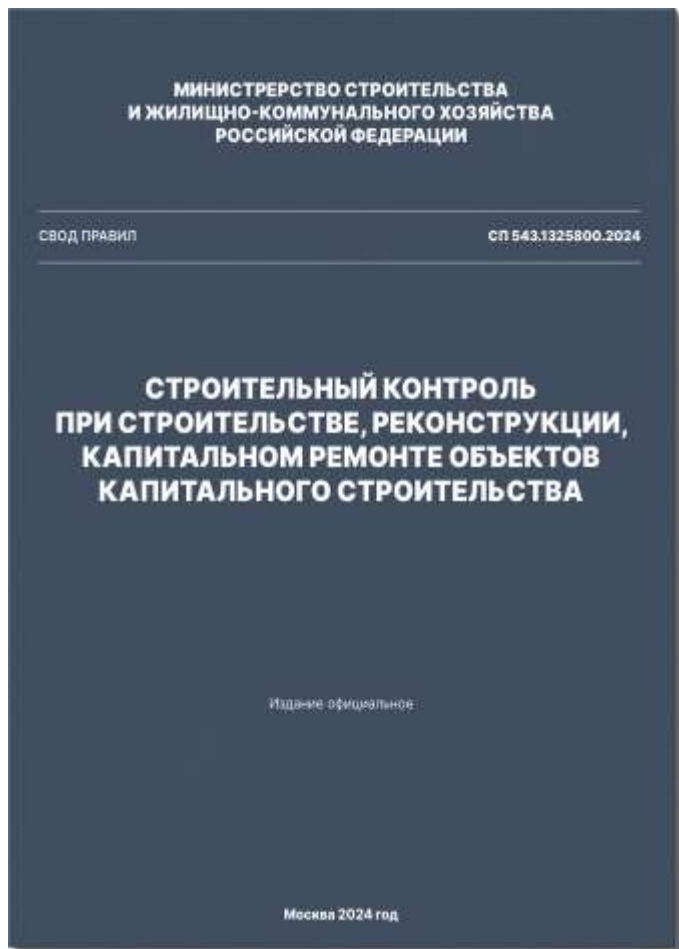 МИНИСТРЕРСТВО СТРОИТЕЛЬСТВА
И ЖИЛИЩНО-КОММУНАЛЬНОГО ХОЗЯЙСТВА
РОССИЙСКОЙ ФЕДЕРАЦИИ
СВОД ПРАВИЛ СП 543.1325800.2024
СТРОИТЕЛЬНЫЙ КОНТРОЛЬ
ПРИ СТРОИТЕЛЬСТВЕ, РЕКОНСТРУКЦИИ,
КАПИТАЛЬНОМ РЕМОНТЕ ОБЪЕКТОВ
КАПИТАЛЬНОГО СТРОИТЕЛЬСТВА
Издание официальное
Москва 2024 год